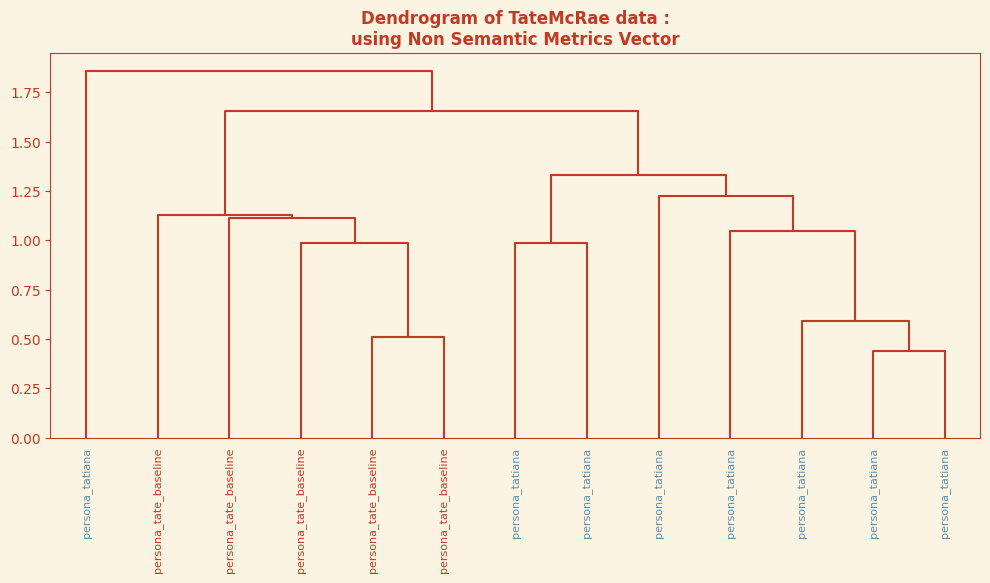 Dendrogram of TateMcRae data :
using Non Semantic Metrics Vector
1.75
1.50
1.25
1.00
0.75
0.50
0.25
0.00
persona_tatiana
persona_tate_baseline
persona_tate_baseline
persona_tate_baseline
persona_tate_baseline
persona_tate_baseline
persona_tatiana
persona_tatiana
persona_tatiana
persona_tatiana
persona_tatiana
persona_tatiana
persona_tatiana